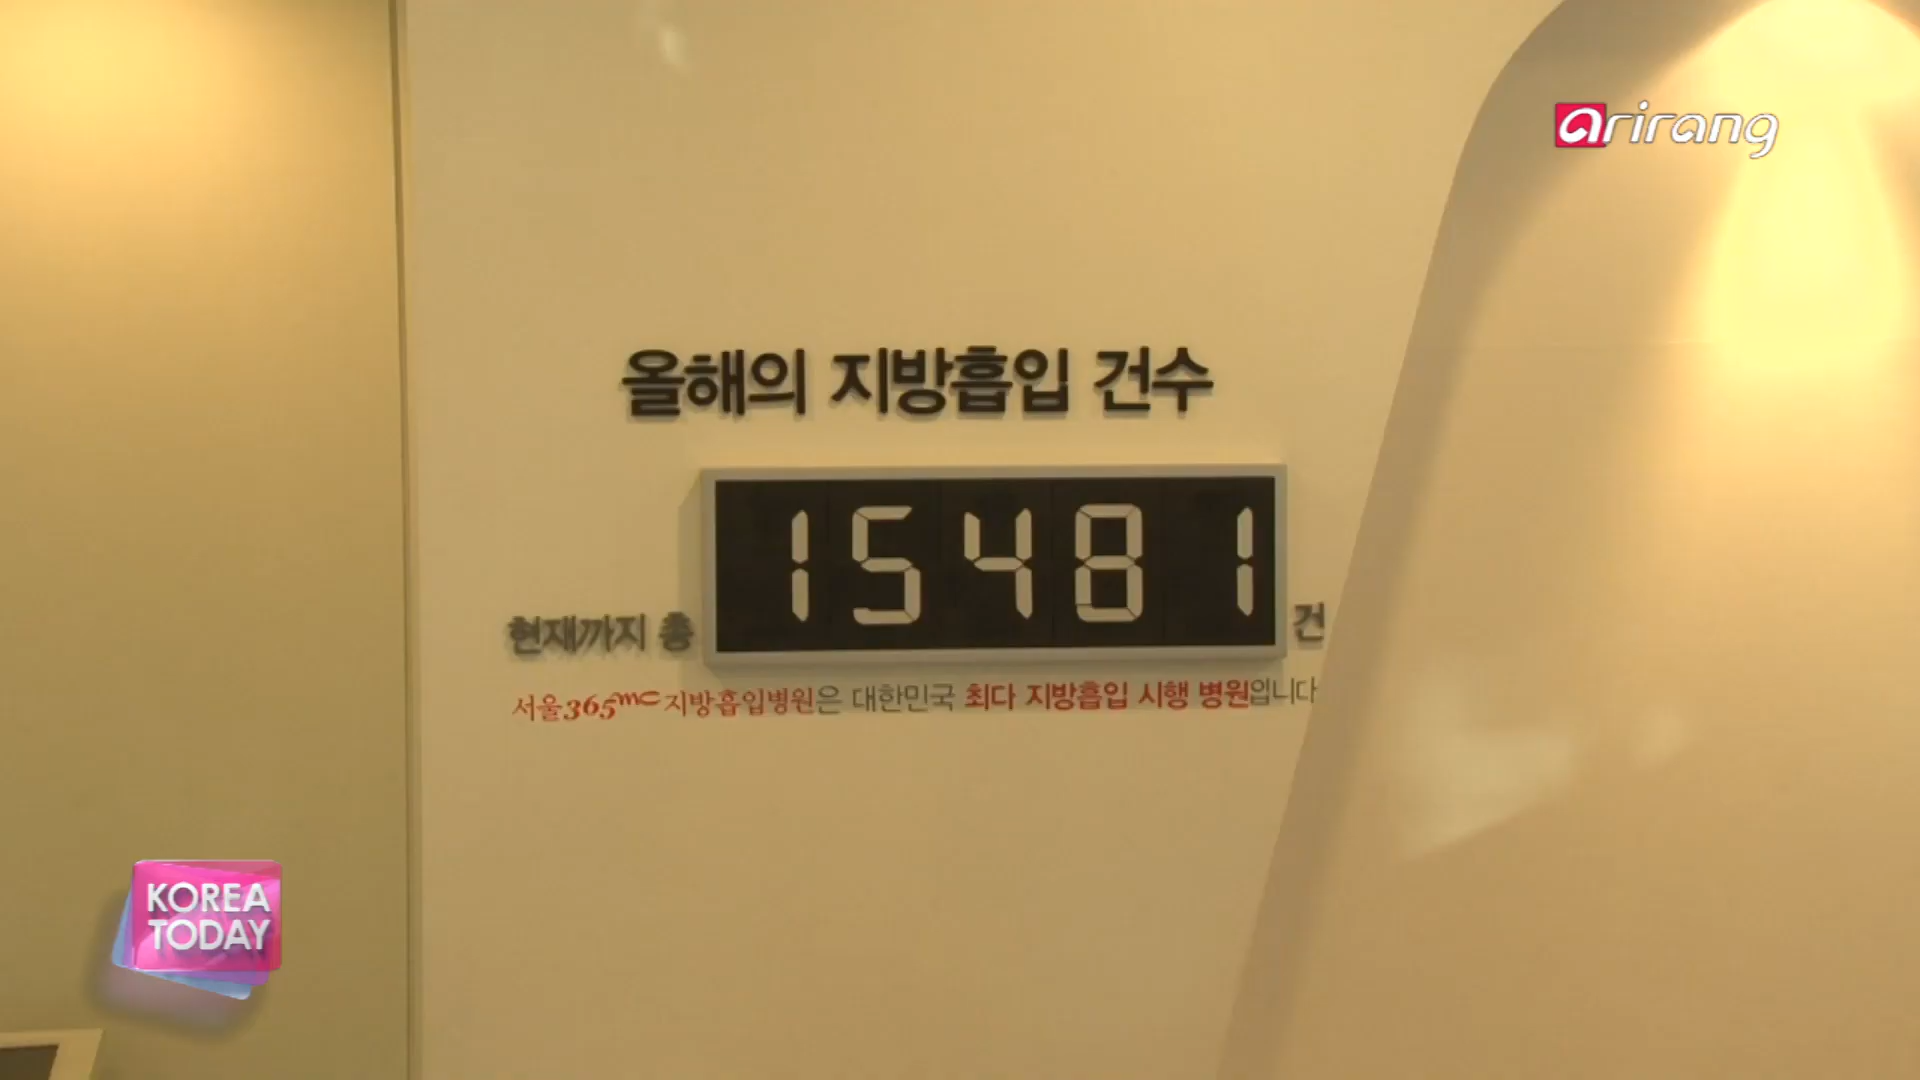 arirang
올해의 지방흡입 건수
15481
현재까지 총 건
서울365mc지방흡입병원은 대한민국 최다 지방흡입 시행 병원입니다
KOREA
TODAY